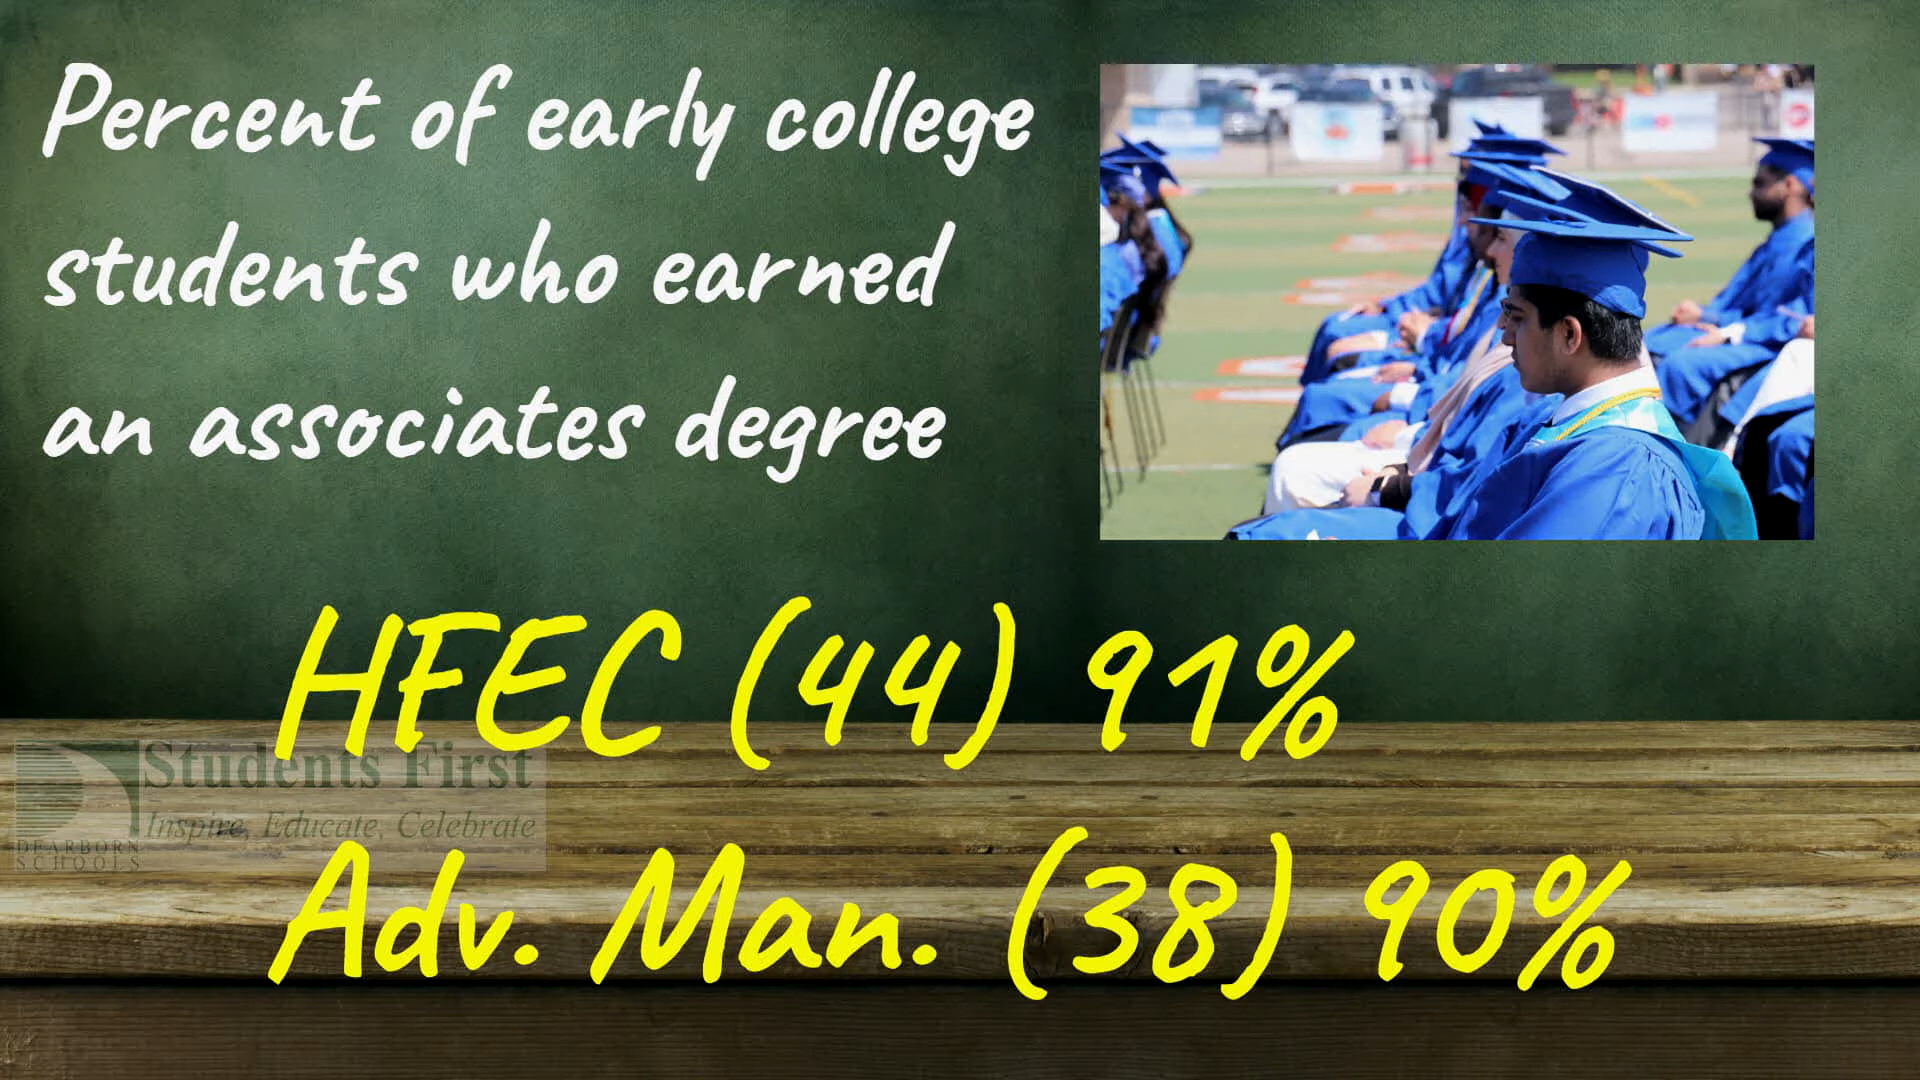 Percent of early college
students who earned
an associates degree
HFEC (44) 91%
Students First
Inspire, Educate, Celebrate
DEARBORN
SCHOOLS
Adv. Man. (38) 90%